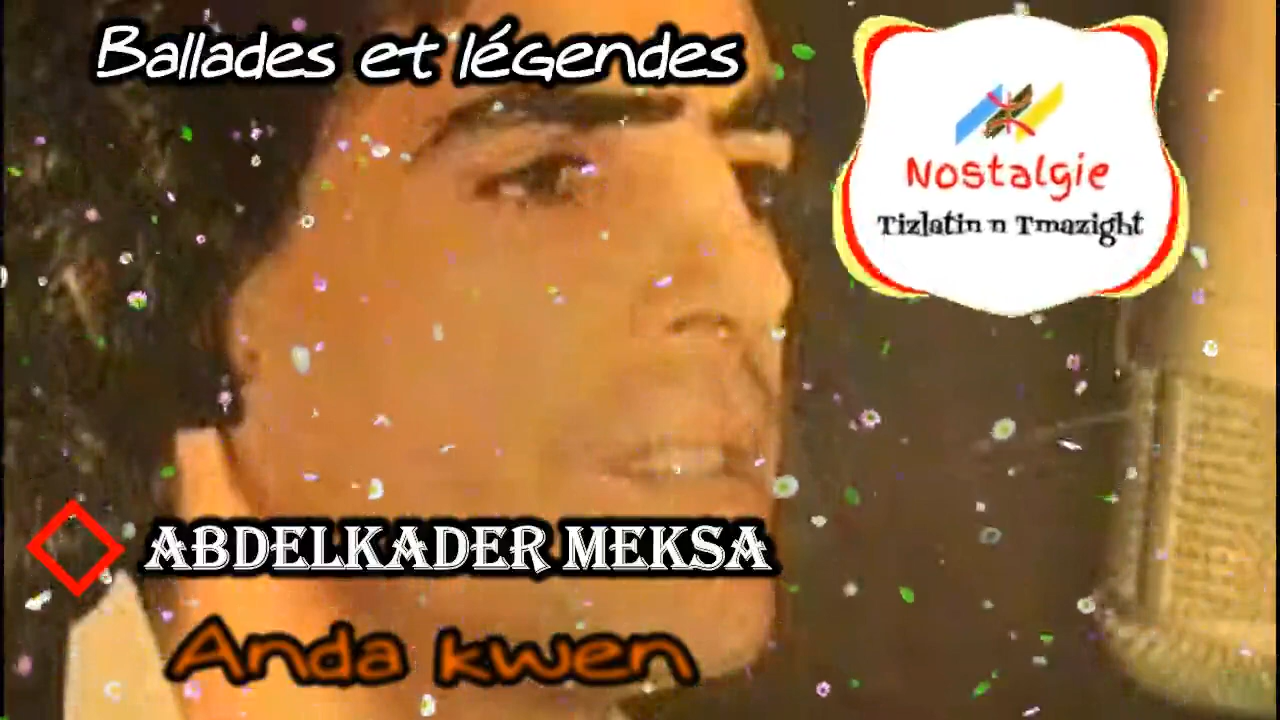 Ballades et légendes
Nostalgie
Tizlatin n Tmazight
ABDELKADER MEKSA
Anda kwen